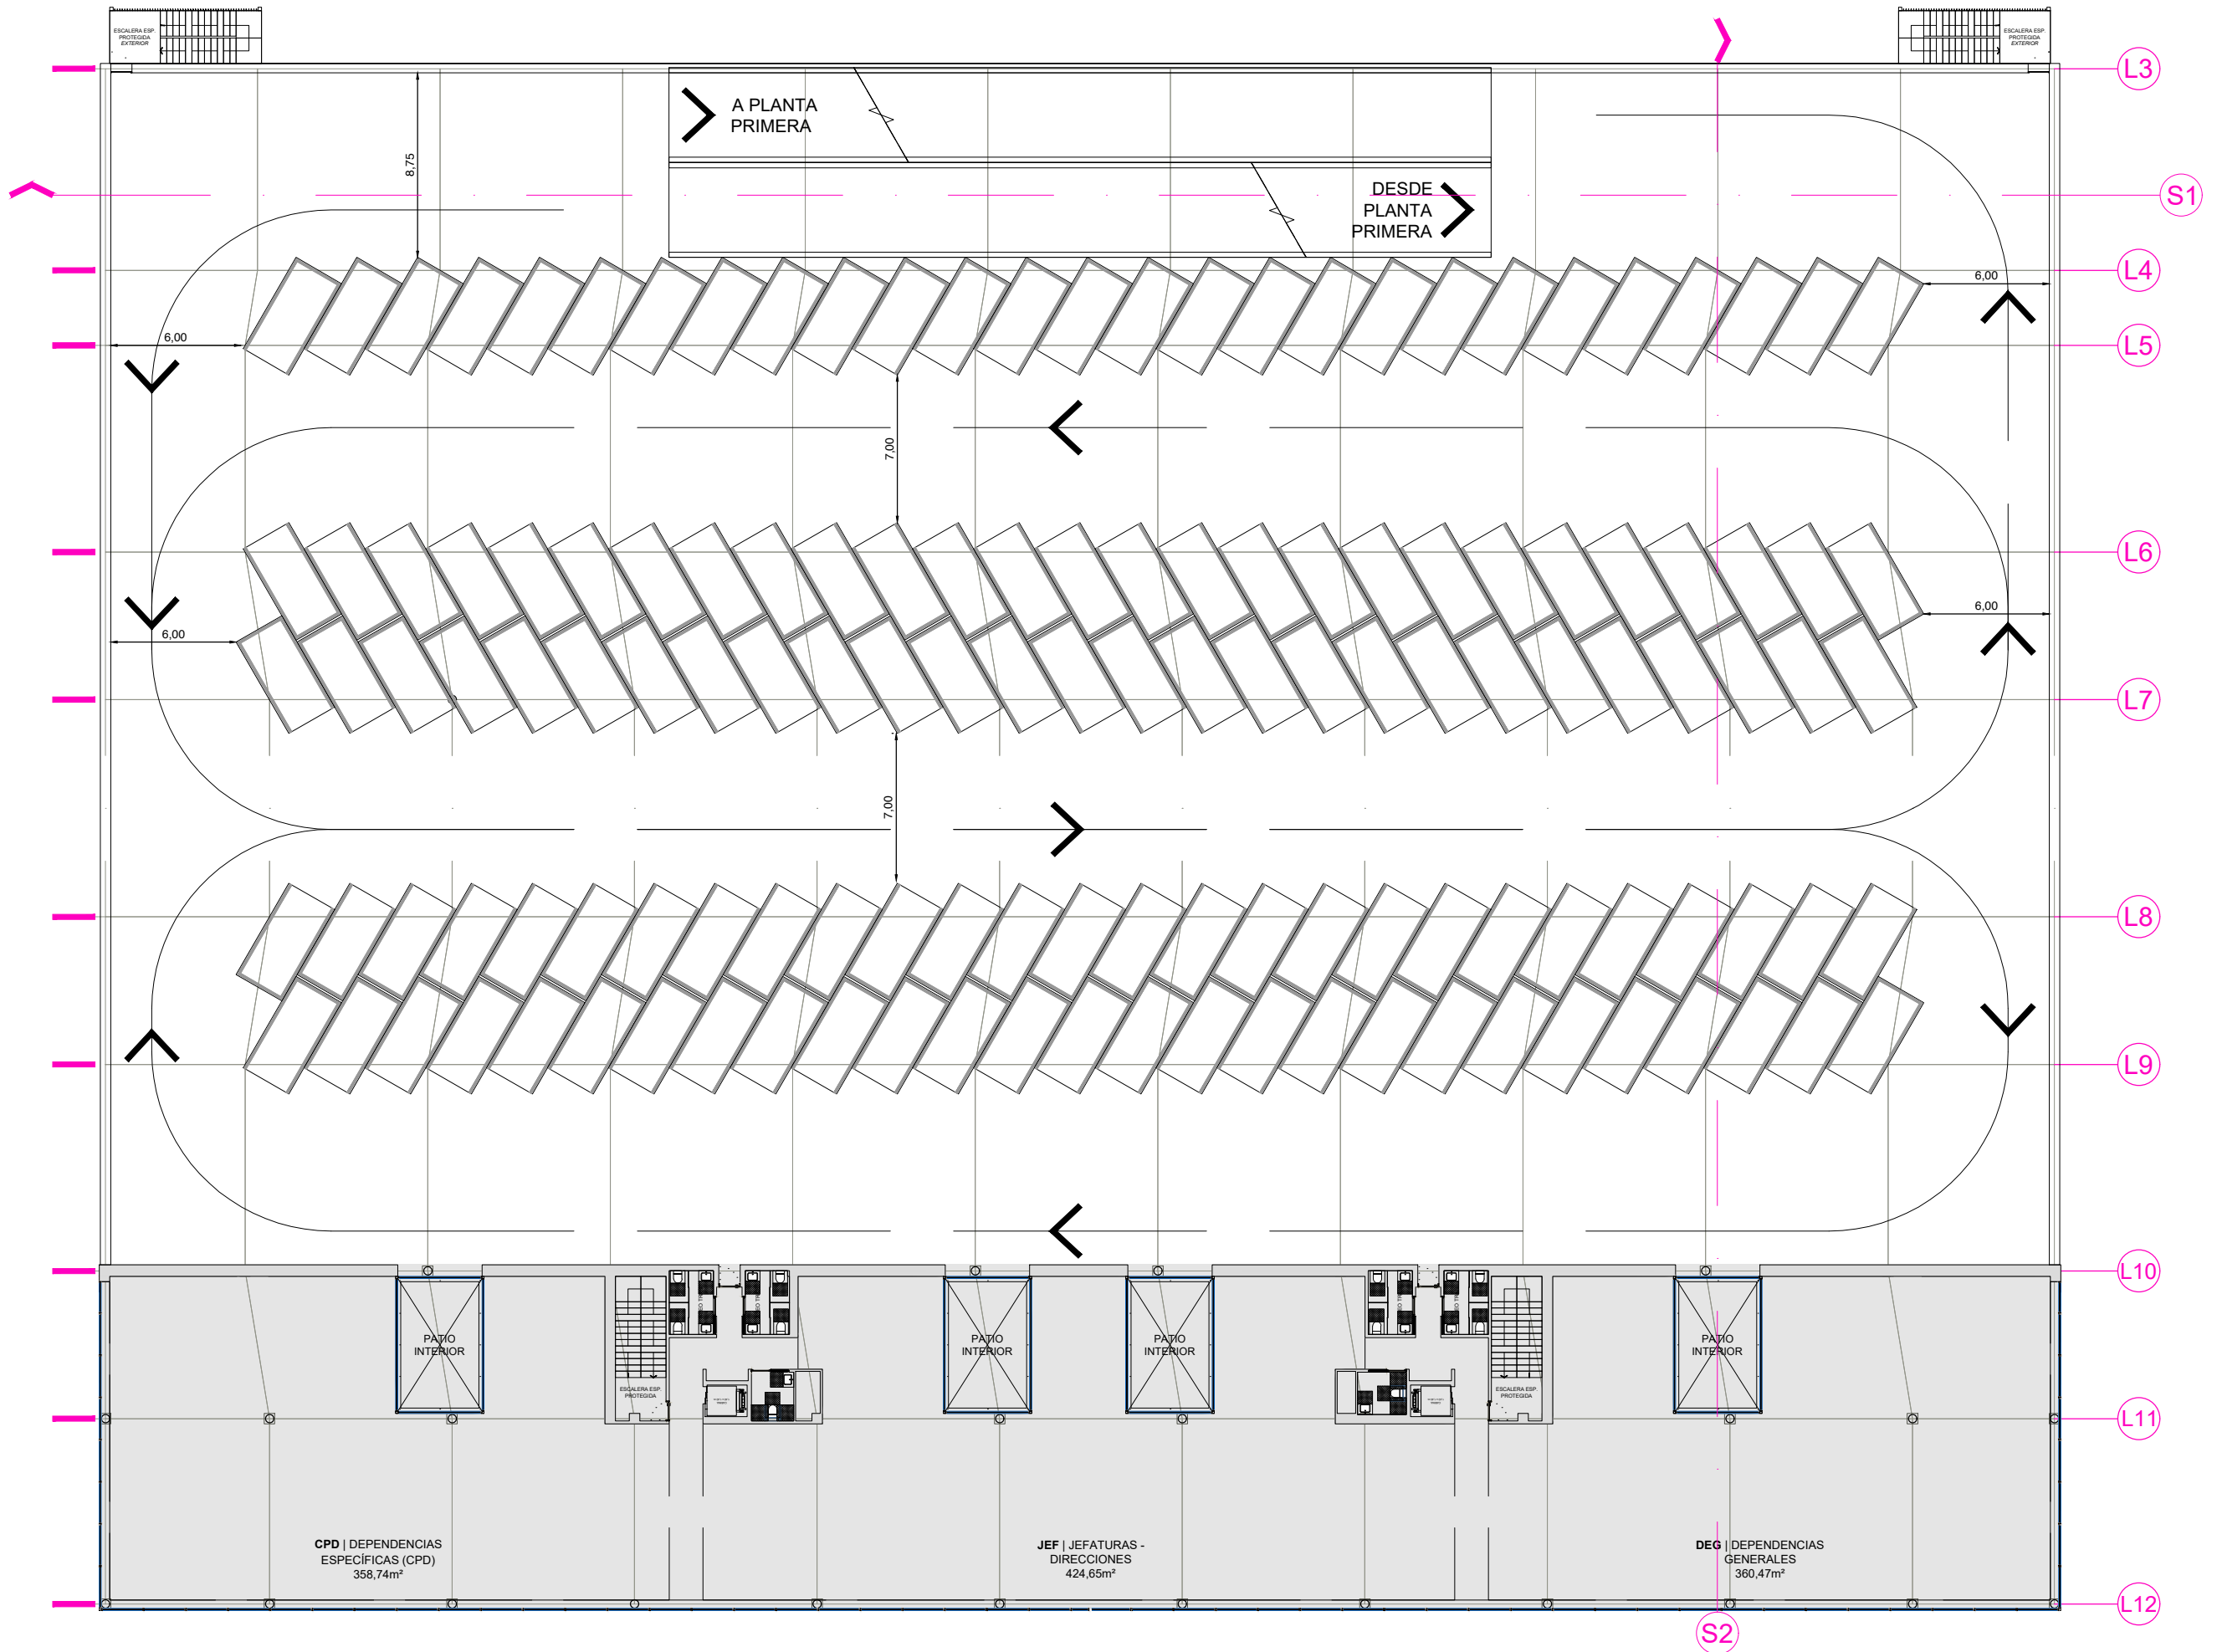 ESCALERA ESP.
PROTEGIDA
EXTERIOR
ESCALERA ESP.
PROTEGIDA
EXTERIOR
L3
A PLANTA
PRIMERA
8,75
DESDE
PLANTA
PRIMERA
S1
L4
6,00
6,00
L5
7,00
L6
6,00
6,00
L7
7,00
L8
L9
L10
PATIO
INTERIOR
PATIO
INTERIOR
PATIO
INTERIOR
PATIO
INTERIOR
ESCALERA ESP.
PROTEGIDA
ESCALERA ESP.
PROTEGIDA
L11
CPD | DEPENDENCIAS
ESPECÍFICAS (CPD)
358,74m²
JEF | JEFATURAS -
DIRECCIONES
424,65m²
DEG | DEPENDENCIAS
GENERALES
360,47m²
L12
S2